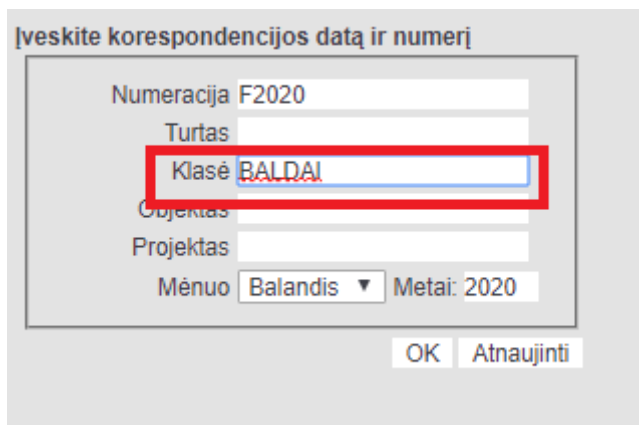 Įveskite korespondencijos datą ir numerį
Numeracija F2020
Turtas
Klasė BALDAI
Objektas
Projektas
Mėnuo Balandis ▼ Metai: 2020
OK Atnaujinti